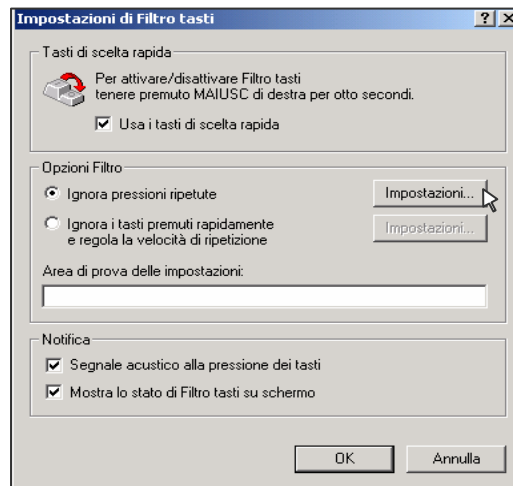 Impostazioni di Filtro tasti
Tasti di scelta rapida
Per attivare/disattivare Filtro tasti
tenere premuto MAIUSC di destra per otto secondi.
Usa i tasti di scelta rapida
Opzioni Filtro
Ignora pressioni ripetute
Impostazioni...
Ignora i tasti premuti rapidamente
e regola la velocità di ripetizione
Impostazioni...
Area di prova delle impostazioni:
Notifica
Segnale acustico alla pressione dei tasti
Mostra lo stato di Filtro tasti su schermo
OK
Annulla